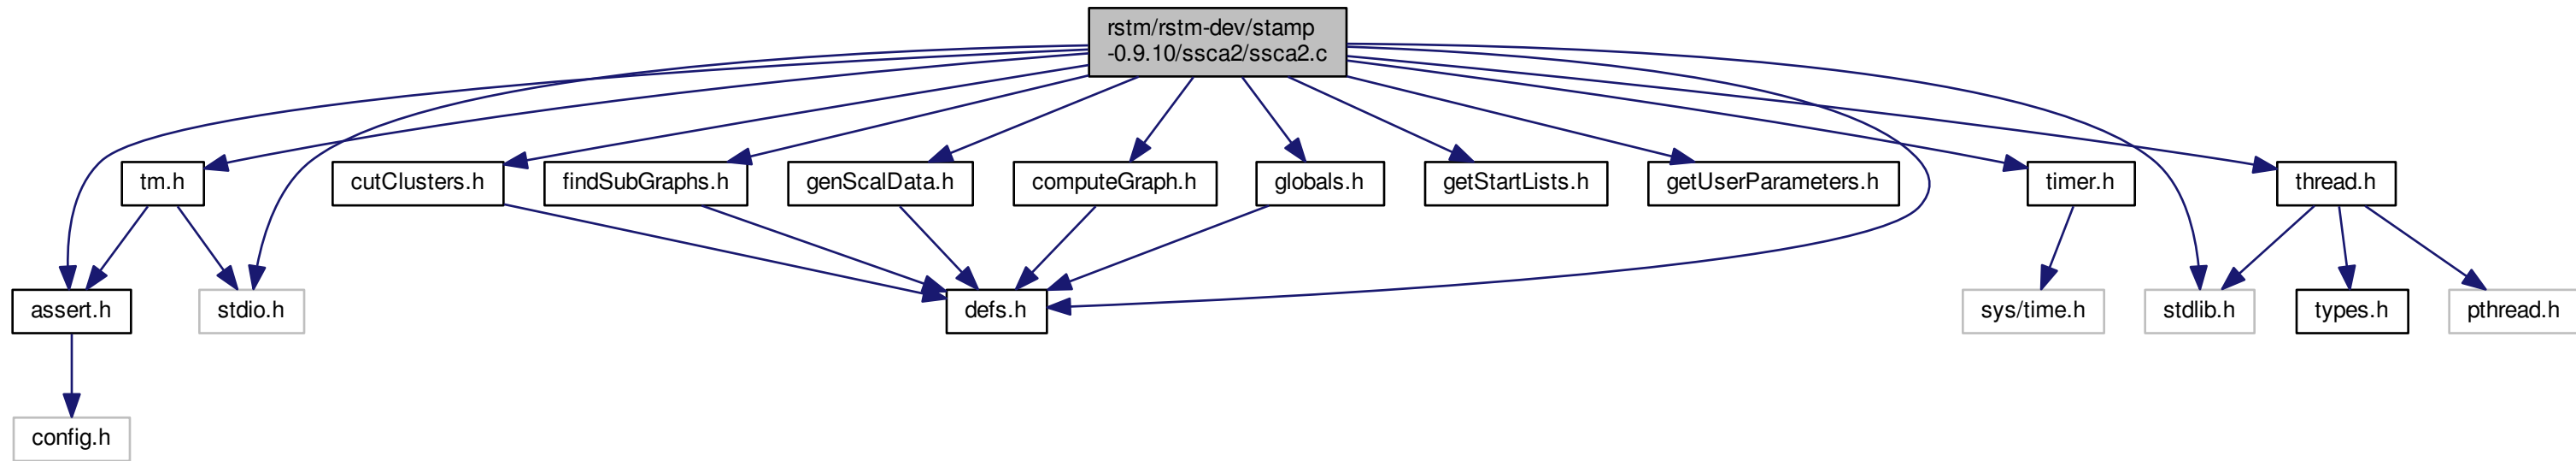 rstm/rstm-dev/stamp
-0.9.10/ssca2/ssca2.c
tm.h
cutClusters.h
findSubGraphs.h
genScalData.h
computeGraph.h
globals.h
getStartLists.h
getUserParameters.h
timer.h
thread.h
assert.h
stdio.h
defs.h
sys/time.h
stdlib.h
types.h
pthread.h
config.h